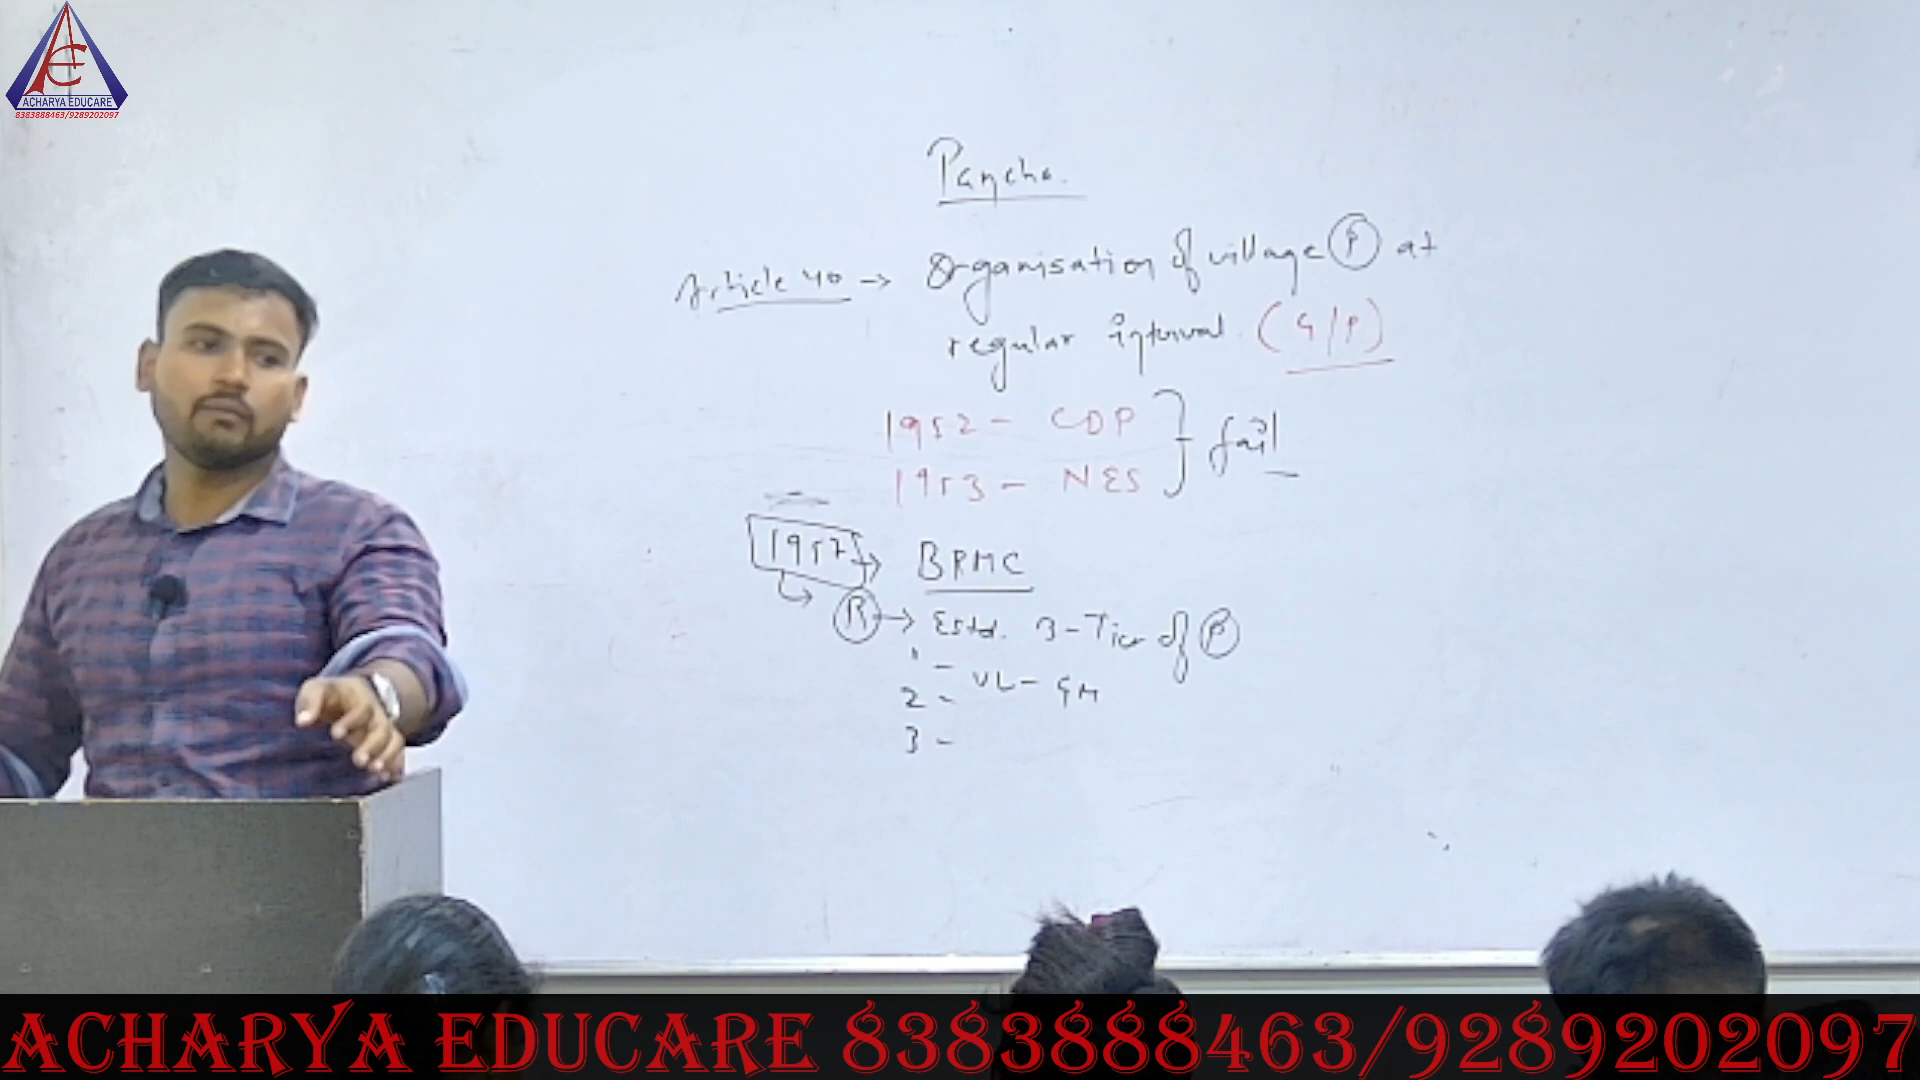 ACHARYA EDUCARE
8383888463/9289202097
Pancha.
Article 40 → Organisation of village (P) at
regular interval. (G/P)
1952 - CDP
1953 - NES } fail
1957 → BRMC
(R) → Estd. 3-Tier of (P)
1 -
2 - VL - GM
3 -
ACHARYA EDUCARE 8383888463/9289202097